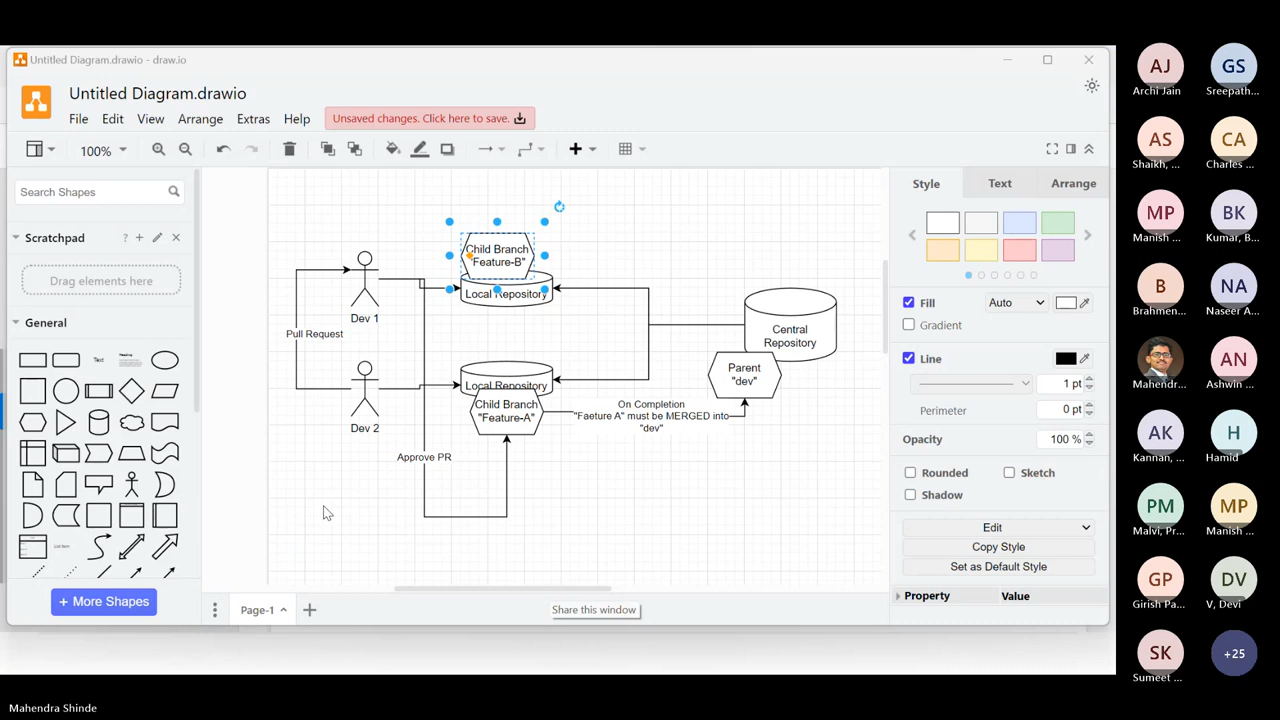 Untitled Diagram.drawio - draw.io
Untitled Diagram.drawio
File Edit View Arrange Extras Help
Unsaved changes. Click here to save.
100%
Search Shapes
Scratchpad
?
Drag elements here
General
Text
Heading
List Item
+ More Shapes
Child Branch
"Feature-B"
Local Repository
Dev 1
Pull Request
Central
Repository
Parent
"dev"
Local Repository
Child Branch
"Feature-A"
On Completion
"Faeture A" must be MERGED into
"dev"
Dev 2
Approve PR
Page-1
Share this window
Style Text Arrange
Fill Auto
Gradient
Line
1 pt
Perimeter 0 pt
Opacity 100 %
Rounded Sketch
Shadow
Edit
Copy Style
Set as Default Style
Property Value
AJ GS
Archi Jain Sreepath...
AS CA
Shaikh, ... Charles ...
MP BK
Manish ... Kumar, B...
B NA
Brahmen... Naseer A...
AN
Mahendr... Ashwin ...
AK H
Kannan, ... Hamid
PM MP
Malvi, Pr... Manish ...
GP DV
Girish Pa... V, Devi
SK +25
Sumeet ...
Mahendra Shinde